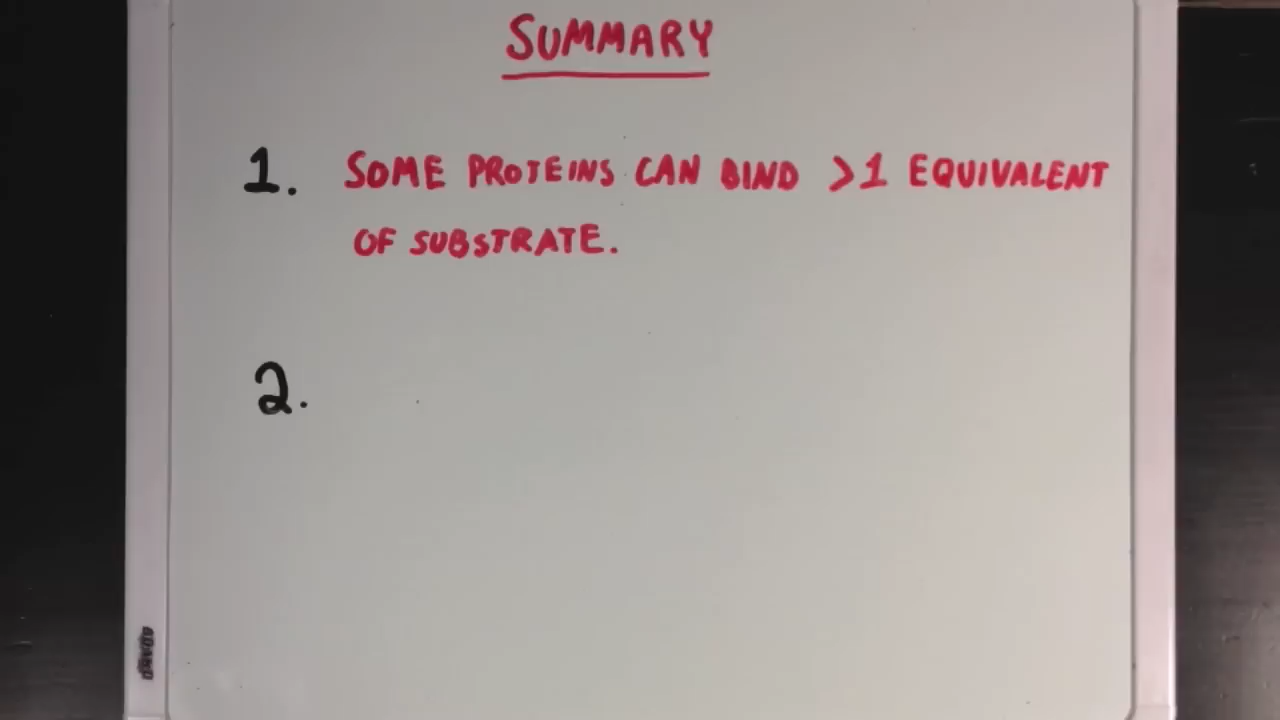 SUMMARY
1. SOME PROTEINS CAN BIND >1 EQUIVALENT
OF SUBSTRATE.
2.